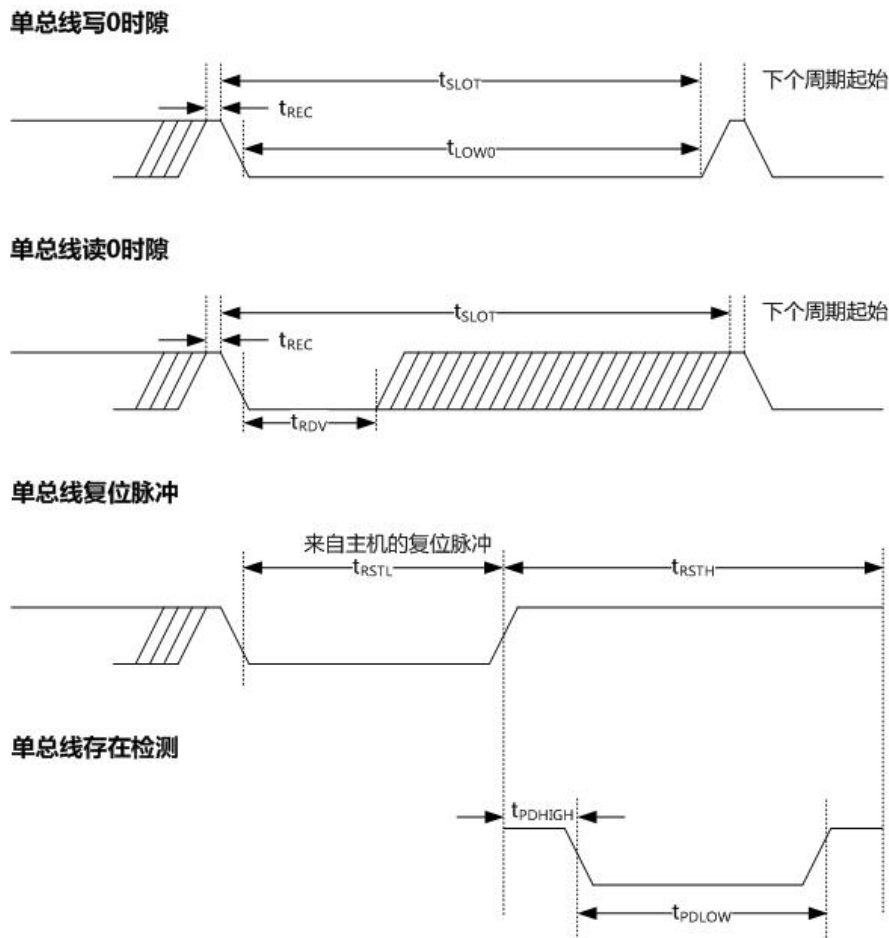 单总线写0时隙
tSLOT
下个周期起始
tREC
tLOW0
单总线读0时隙
tSLOT
下个周期起始
tREC
tRDV
单总线复位脉冲
来自主机的复位脉冲
tRSTL
tRSTH
单总线存在检测
tPDHIGH
tPDLOW